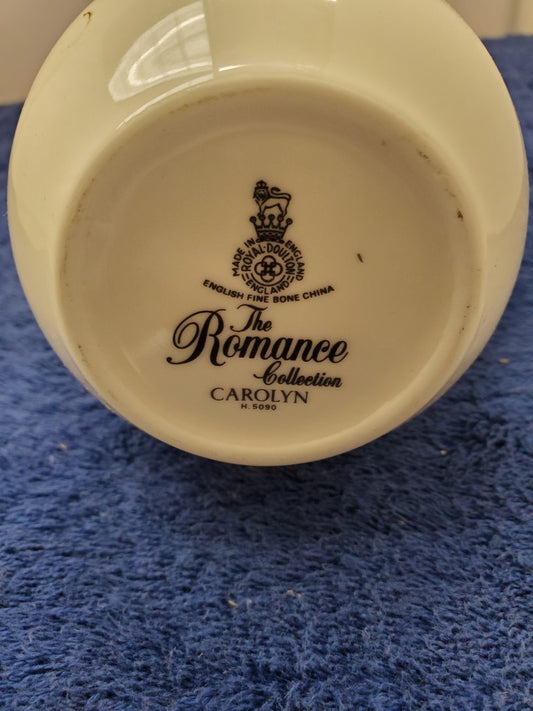 MADE IN ENGLAND
ROYAL·DOULTON
ENGLAND
ENGLISH FINE BONE CHINA
The
Romance
Collection
CAROLYN
H. 5090